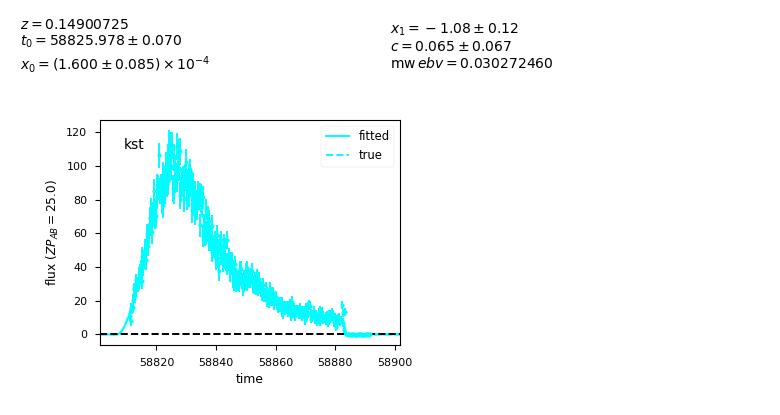 z = 0.14900725
t₀ = 58825.978 ± 0.070
x₀ = (1.600 ± 0.085) × 10⁻⁴
x₁ = −1.08 ± 0.12
c = 0.065 ± 0.067
mw ebv = 0.030272460
kst
fitted
true
120
100
80
60
40
20
0
flux (ZP_AB = 25.0)
58820 58840 58860 58880 58900
time